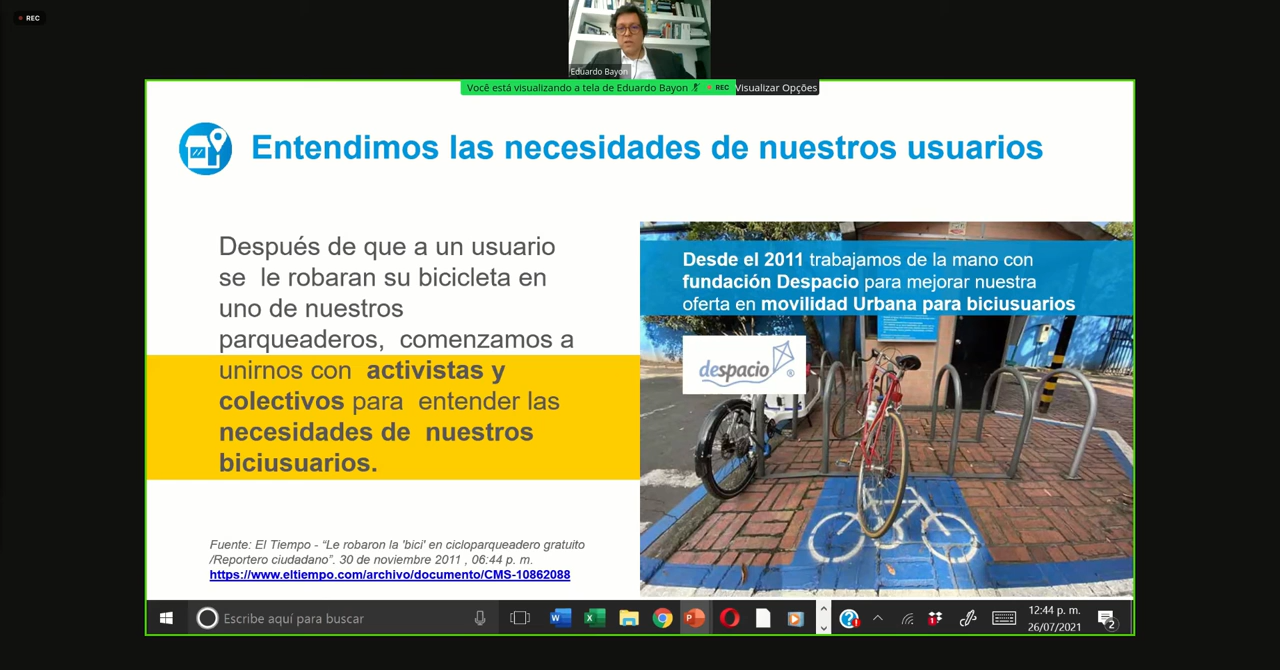 REC
Eduardo Bayon
Você está visualizando a tela de Eduardo Bayon
REC
Visualizar Opções
Entendimos las necesidades de nuestros usuarios
Después de que a un usuario
se le robaran su bicicleta en
uno de nuestros
parqueaderos, comenzamos a
unirnos con activistas y
colectivos para entender las
necesidades de nuestros
biciusuarios.
Desde el 2011 trabajamos de la mano con
fundación Despacio para mejorar nuestra
oferta en movilidad Urbana para biciusuarios
despacio ®
Fuente: El Tiempo - “Le robaron la 'bici' en cicloparqueadero gratuito
/Reportero ciudadano”. 30 de noviembre 2011 , 06:44 p. m.
https://www.eltiempo.com/archivo/documento/CMS-10862088
Escribe aquí para buscar
12:44 p. m.
26/07/2021
2